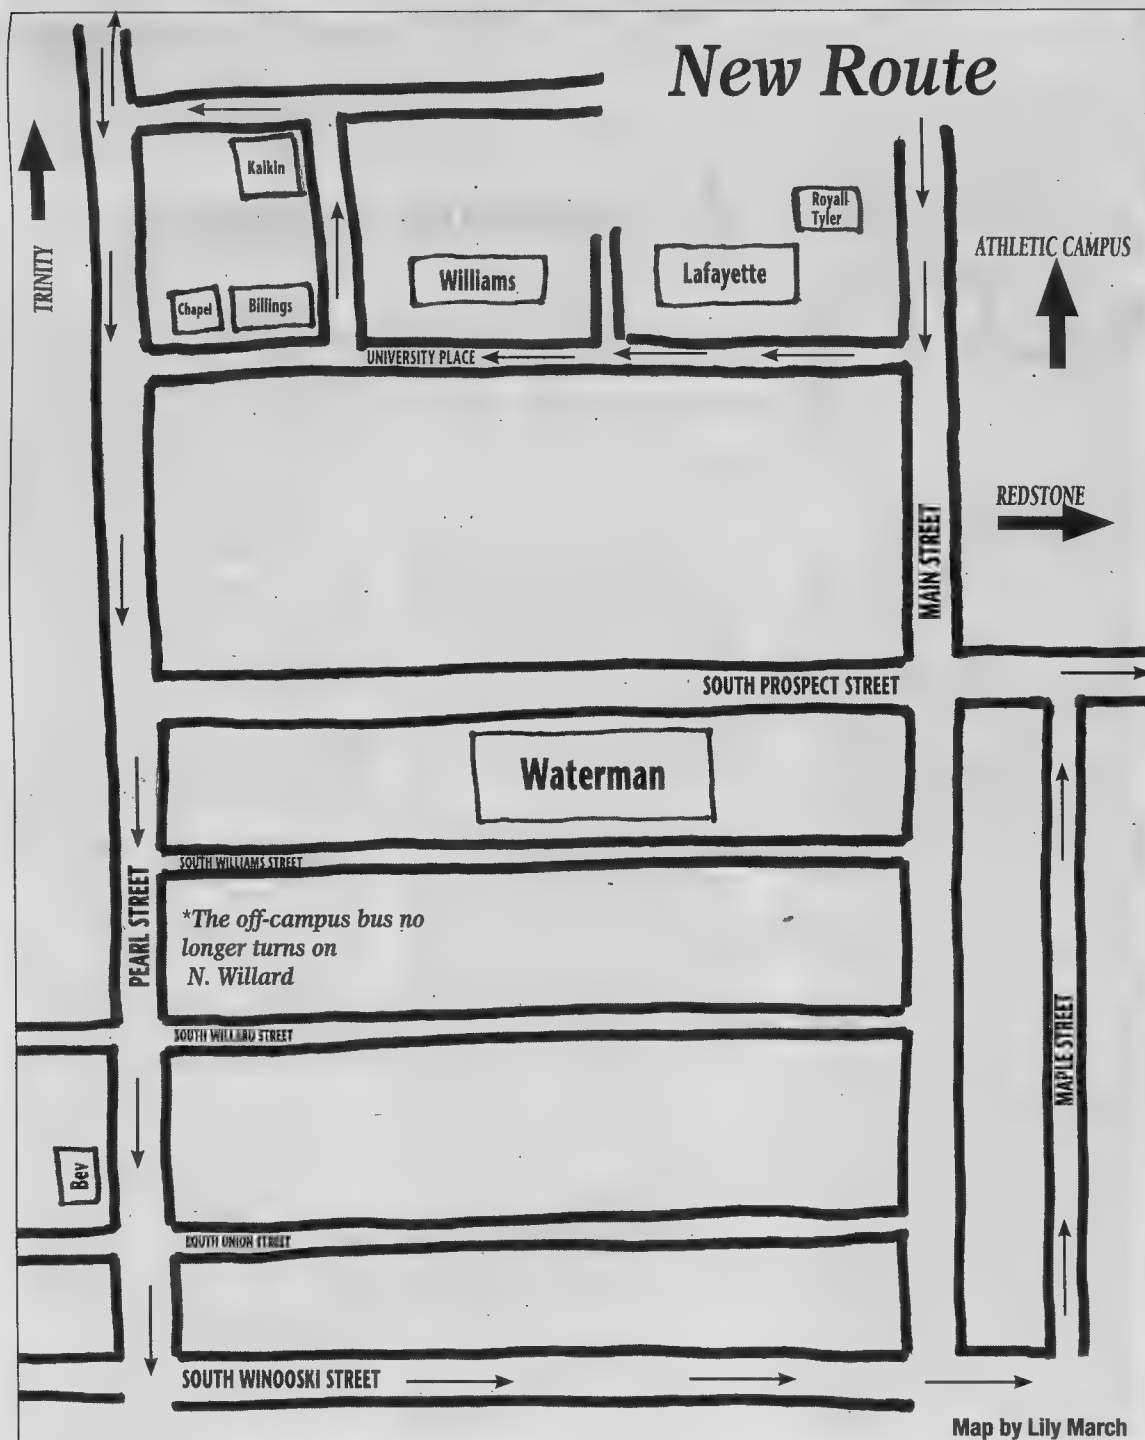 New Route
Kalkin
Royall
Tyler
TRINITY
ATHLETIC CAMPUS
Williams
Lafayette
Chapel
Billings
UNIVERSITY PLACE
REDSTONE
MAIN STREET
SOUTH PROSPECT STREET
Waterman
SOUTH WILLIAMS STREET
PEARL STREET
*The off-campus bus no
longer turns on
N. Willard
SOUTH WILLARD STREET
MAPLE STREET
Bev
SOUTH UNION STREET
SOUTH WINOOSKI STREET
Map by Lily March